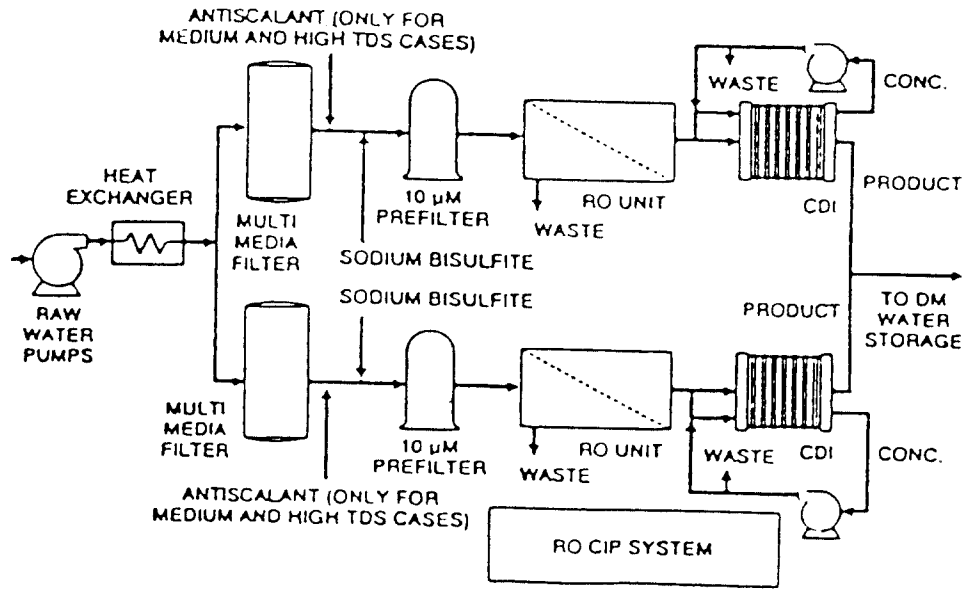 ANTISCALANT (ONLY FOR
MEDIUM AND HIGH TDS CASES)
WASTE
CONC.
HEAT
EXCHANGER
MULTI
MEDIA
FILTER
10 µM
PREFILTER
RO UNIT
WASTE
CDI
PRODUCT
SODIUM BISULFITE
SODIUM BISULFITE
RAW
WATER
PUMPS
PRODUCT
TO DM
WATER
STORAGE
MULTI
MEDIA
FILTER
10 µM
PREFILTER
RO UNIT
WASTE
WASTE
CDI
CONC.
ANTISCALANT (ONLY FOR
MEDIUM AND HIGH TDS CASES)
RO CIP SYSTEM